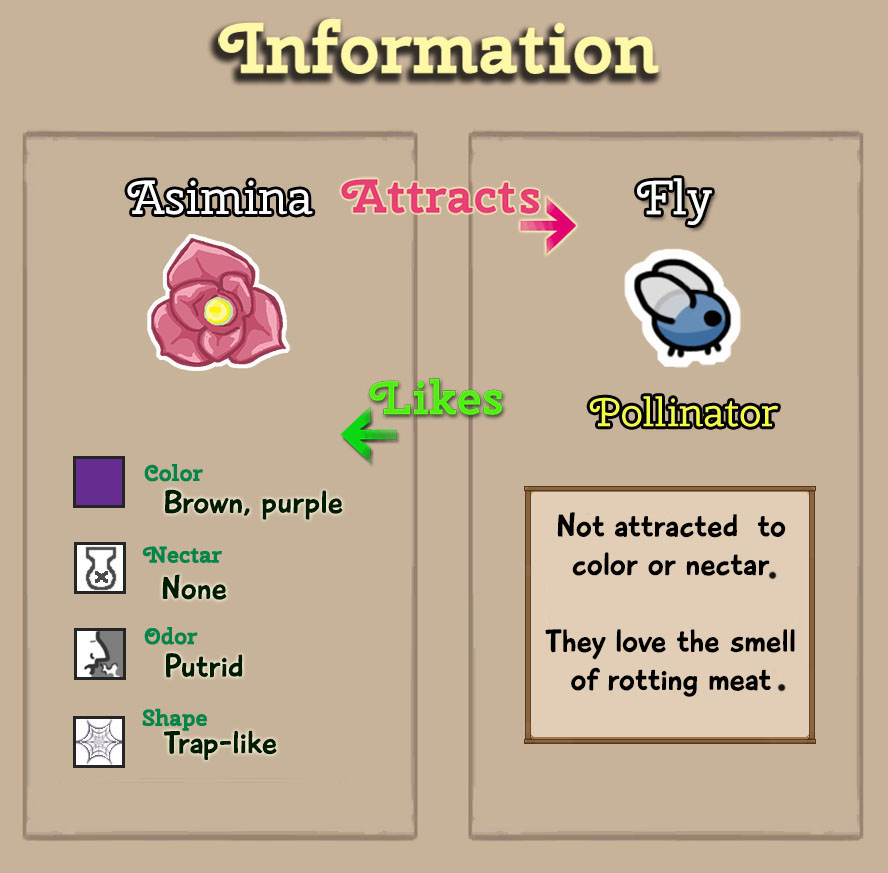 Information
Asimina
Attracts
Fly
Likes
Pollinator
Color
Brown, purple
Nectar
None
Odor
Putrid
Shape
Trap-like
Not attracted to
color or nectar.
They love the smell
of rotting meat.